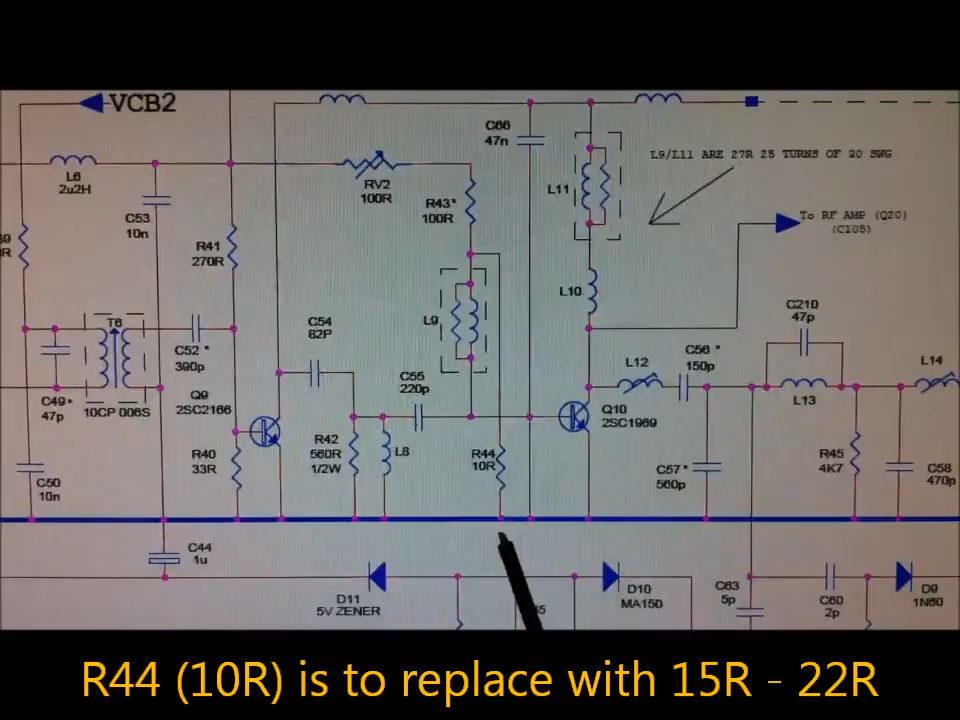 VCB2
L6
2u2H
C53
10n
R41
270R
RV2
100R
R43*
100R
C66
47n
L11
L9/L11 ARE 27R 25 TURNS OF 30 SWG
To RF AMP (Q20)
(C105)
L10
L9
C54
82P
C210
47p
T6
C52 *
390p
C49*
47p
10CP 006S
Q9
2SC2166
C55
220p
L12
C56 *
150p
L14
L13
Q10
2SC1969
R40
33R
R42
560R
1/2W
L8
R44
10R
C57*
560p
R45
4K7
C58
470p
C50
10n
C44
1u
D11
5V ZENER
D10
MA150
C63
5p
C60
2p
D9
1N60
R44 (10R) is to replace with 15R - 22R